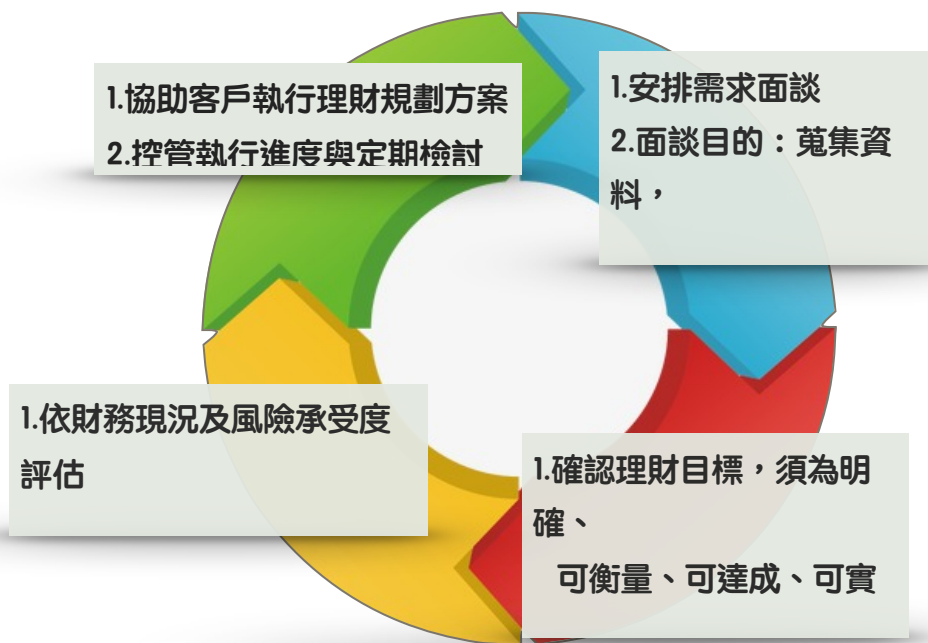 1.協助客戶執行理財規劃方案
2.控管執行進度與定期檢討
1.安排需求面談
2.面談目的：蒐集資
料，
1.依財務現況及風險承受度
評估
1.確認理財目標，須為明
確、
可衡量、可達成、可實